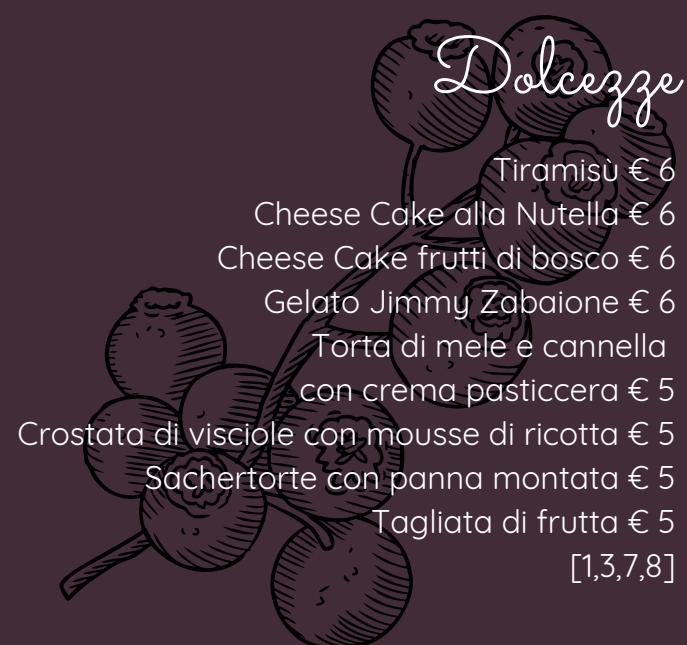 Dolcezze
Tiramisù € 6
Cheese Cake alla Nutella € 6
Cheese Cake frutti di bosco € 6
Gelato Jimmy Zabaione € 6
Torta di mele e cannella
con crema pasticcera € 5
Crostata di visciole con mousse di ricotta € 5
Sachertorte con panna montata € 5
Tagliata di frutta € 5
[1,3,7,8]